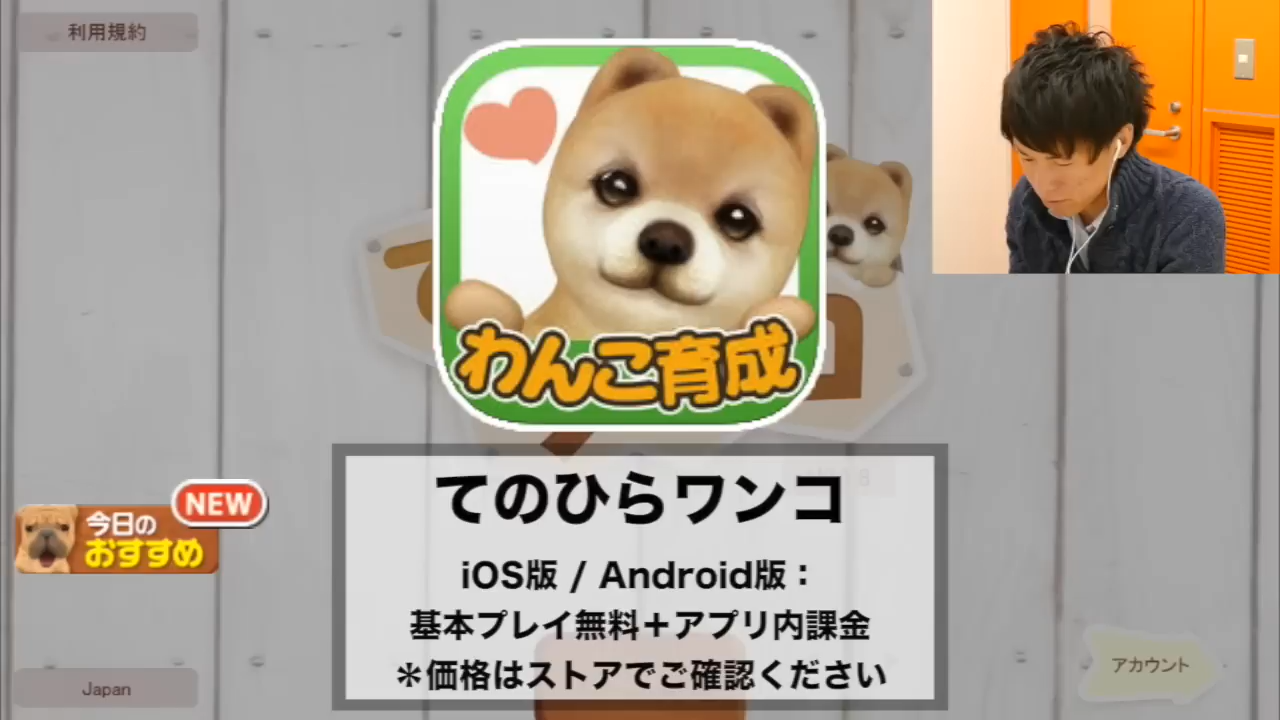 利用規約
わんこ育成
てのひらワンコ
iOS版 / Android版：
基本プレイ無料＋アプリ内課金
＊価格はストアでご確認ください
NEW
今日の
おすすめ
Japan
アカウント